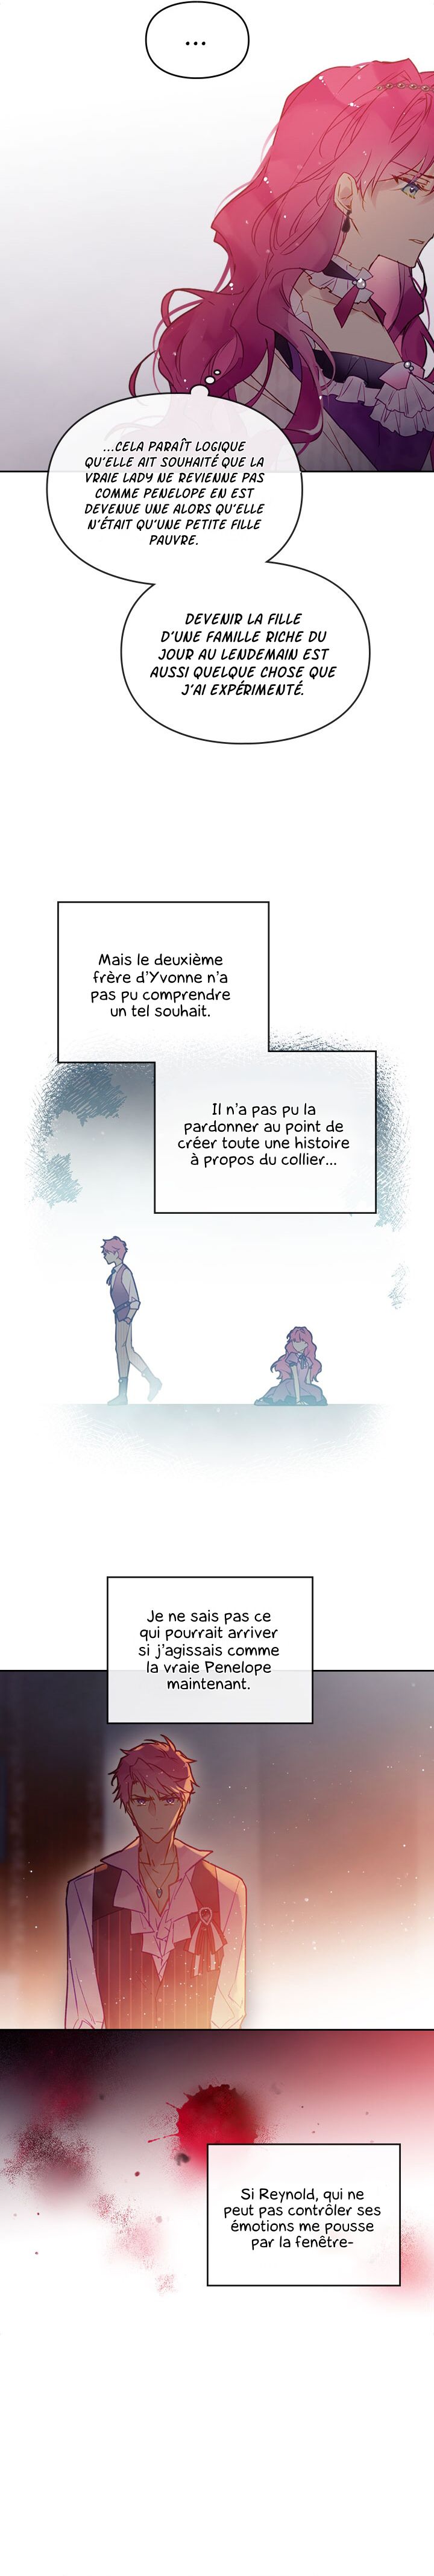 ...
...CELA PARAÎT LOGIQUE
QU'ELLE AIT SOUHAITÉ QUE LA
VRAIE LADY NE REVIENNE PAS
COMME PENELOPE EN EST
DEVENUE UNE ALORS QU'ELLE
N'ÉTAIT QU'UNE PETITE FILLE
PAUVRE.
DEVENIR LA FILLE
D'UNE FAMILLE RICHE DU
JOUR AU LENDEMAIN EST
AUSSI QUELQUE CHOSE QUE
J'AI EXPÉRIMENTÉ.
Mais le deuxième
frère d'Yvonne n'a
pas pu comprendre
un tel souhait.
Il n'a pas pu la
pardonner au point de
créer toute une histoire
à propos du collier...
Je ne sais pas ce
qui pourrait arriver
si j'agissais comme
la vraie Penelope
maintenant.
Si Reynold, qui ne
peut pas contrôler ses
émotions me pousse
par la fenêtre-